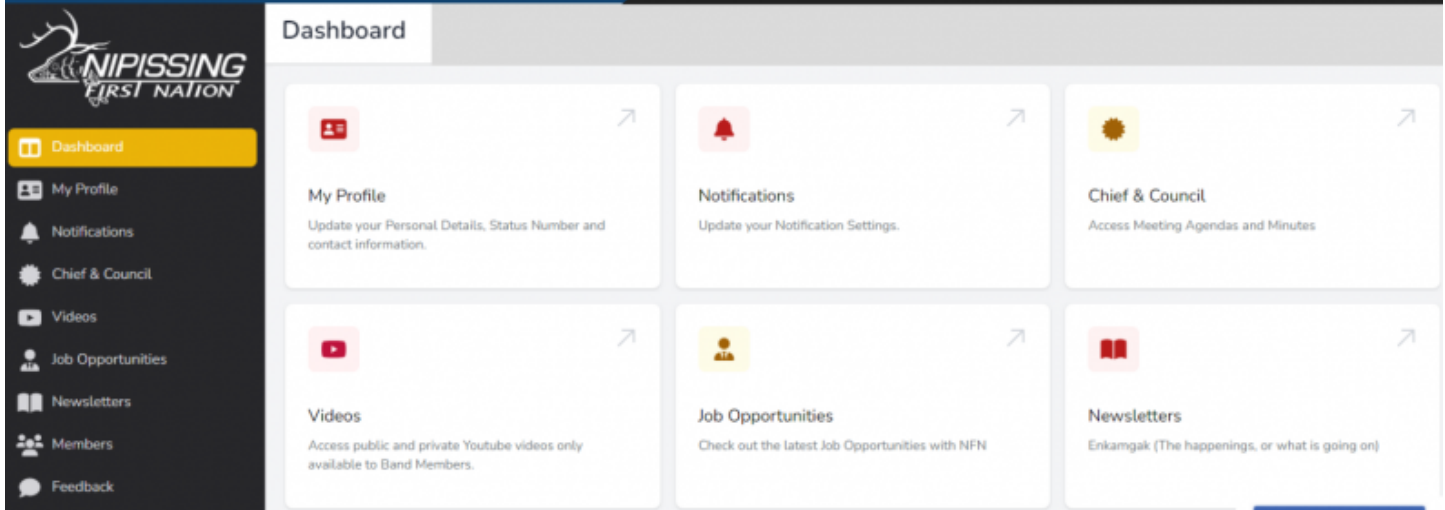 NIPISSING
FIRST NATION
Dashboard
My Profile
Notifications
Chief & Council
Videos
Job Opportunities
Newsletters
Members
Feedback
Dashboard
My Profile
Update your Personal Details, Status Number and
contact information.
Notifications
Update your Notification Settings.
Chief & Council
Access Meeting Agendas and Minutes
Videos
Access public and private Youtube videos only
available to Band Members.
Job Opportunities
Check out the latest Job Opportunities with NFN
Newsletters
Enkamgak (The happenings, or what is going on)